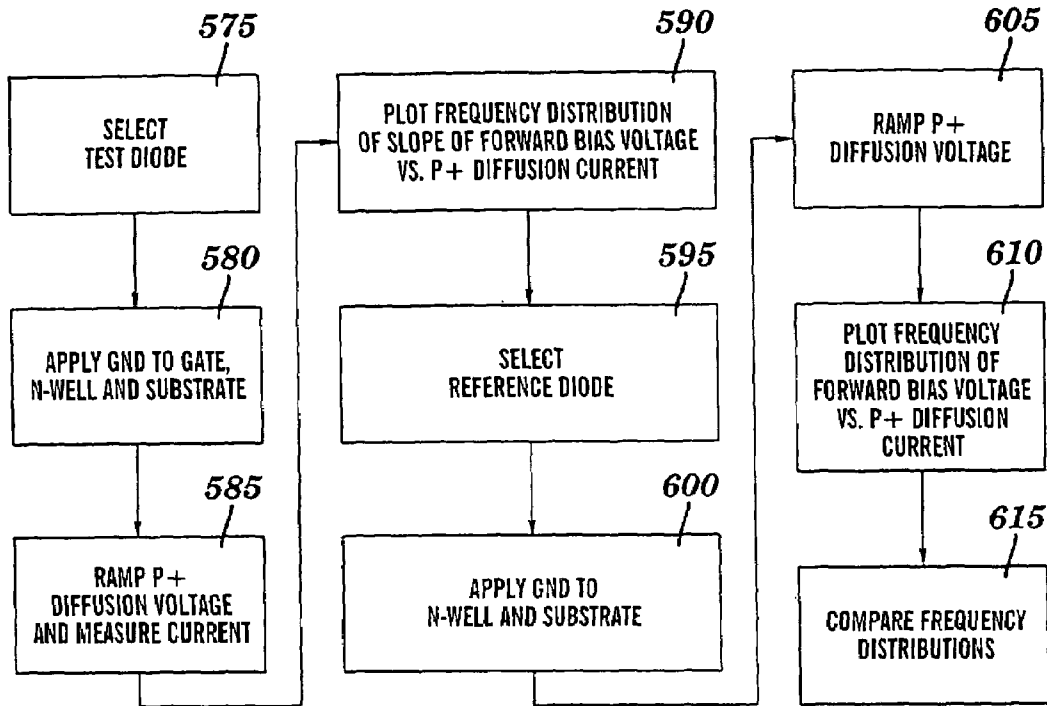 575
SELECT
TEST DIODE
580
APPLY GND TO GATE,
N-WELL AND SUBSTRATE
585
RAMP P+
DIFFUSION VOLTAGE
AND MEASURE CURRENT
590
PLOT FREQUENCY DISTRIBUTION
OF SLOPE OF FORWARD BIAS VOLTAGE
VS. P+ DIFFUSION CURRENT
595
SELECT
REFERENCE DIODE
600
APPLY GND TO
N-WELL AND SUBSTRATE
605
RAMP P+
DIFFUSION VOLTAGE
610
PLOT FREQUENCY
DISTRIBUTION OF
FORWARD BIAS VOLTAGE
VS. P+ DIFFUSION
CURRENT
615
COMPARE FREQUENCY
DISTRIBUTIONS